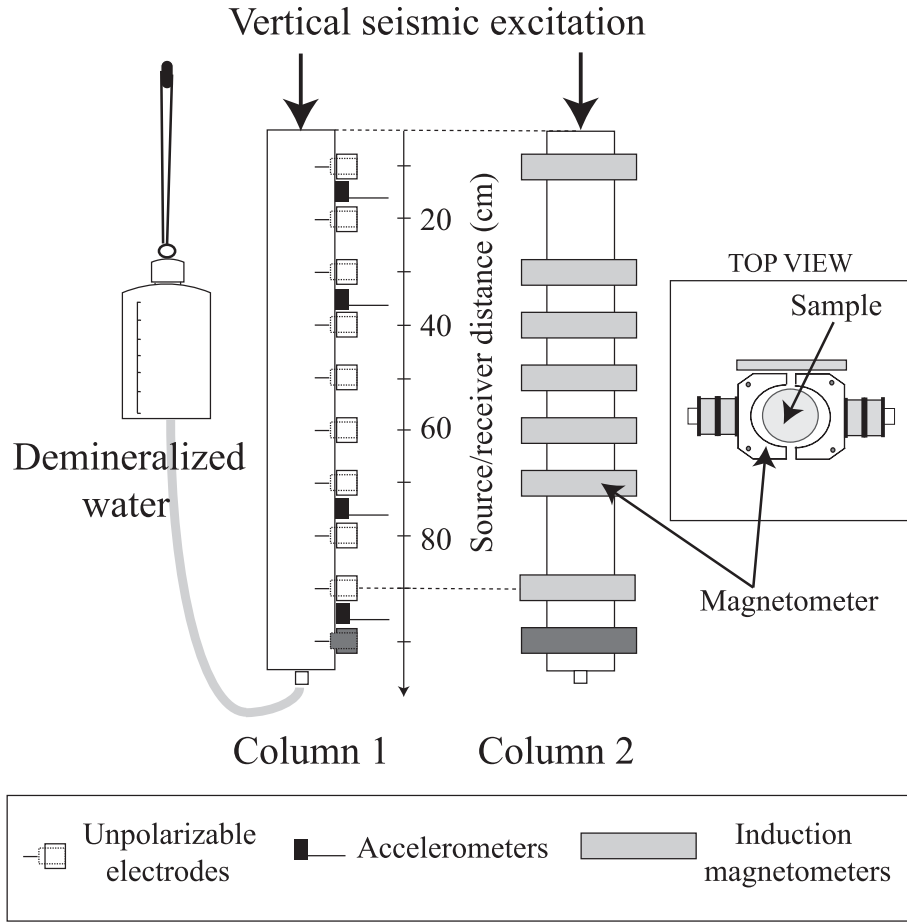 Vertical seismic excitation
20
40
60
80
Source/receiver distance (cm)
TOP VIEW
Sample
Demineralized
water
Magnetometer
Column 1
Column 2
Unpolarizable
electrodes
Accelerometers
Induction
magnetometers